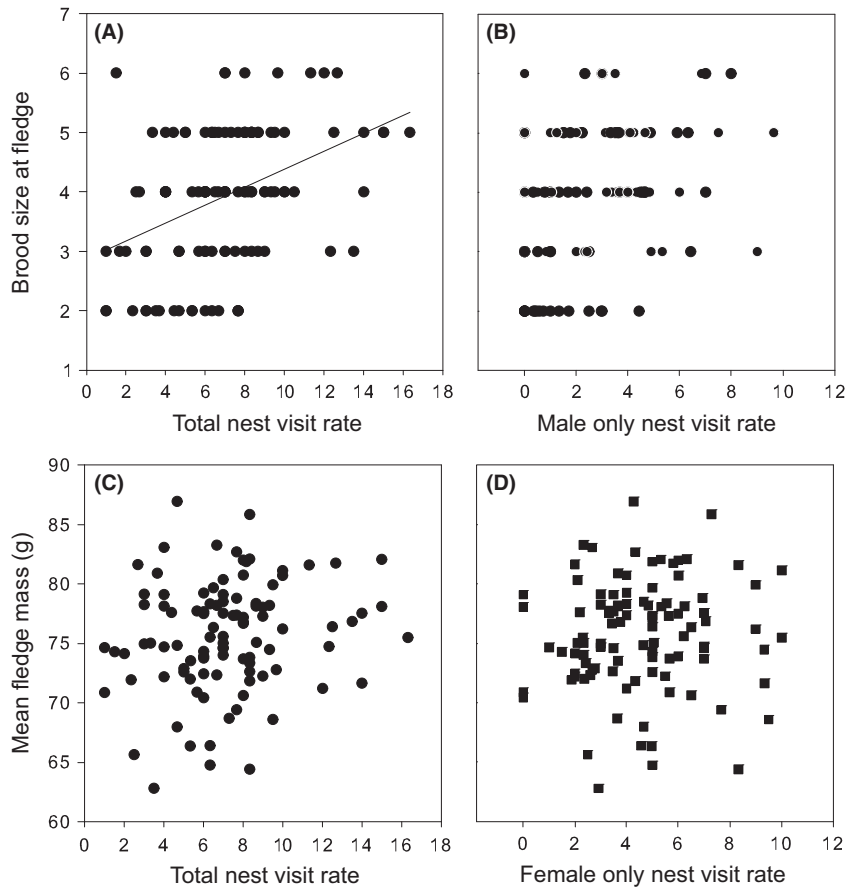 (A)
7
6
5
4
3
2
1
Brood size at fledge
0 2 4 6 8 10 12 14 16 18
Total nest visit rate
(B)
0 2 4 6 8 10 12
Male only nest visit rate
(C)
90
85
80
75
70
65
60
Mean fledge mass (g)
0 2 4 6 8 10 12 14 16 18
Total nest visit rate
(D)
0 2 4 6 8 10 12
Female only nest visit rate